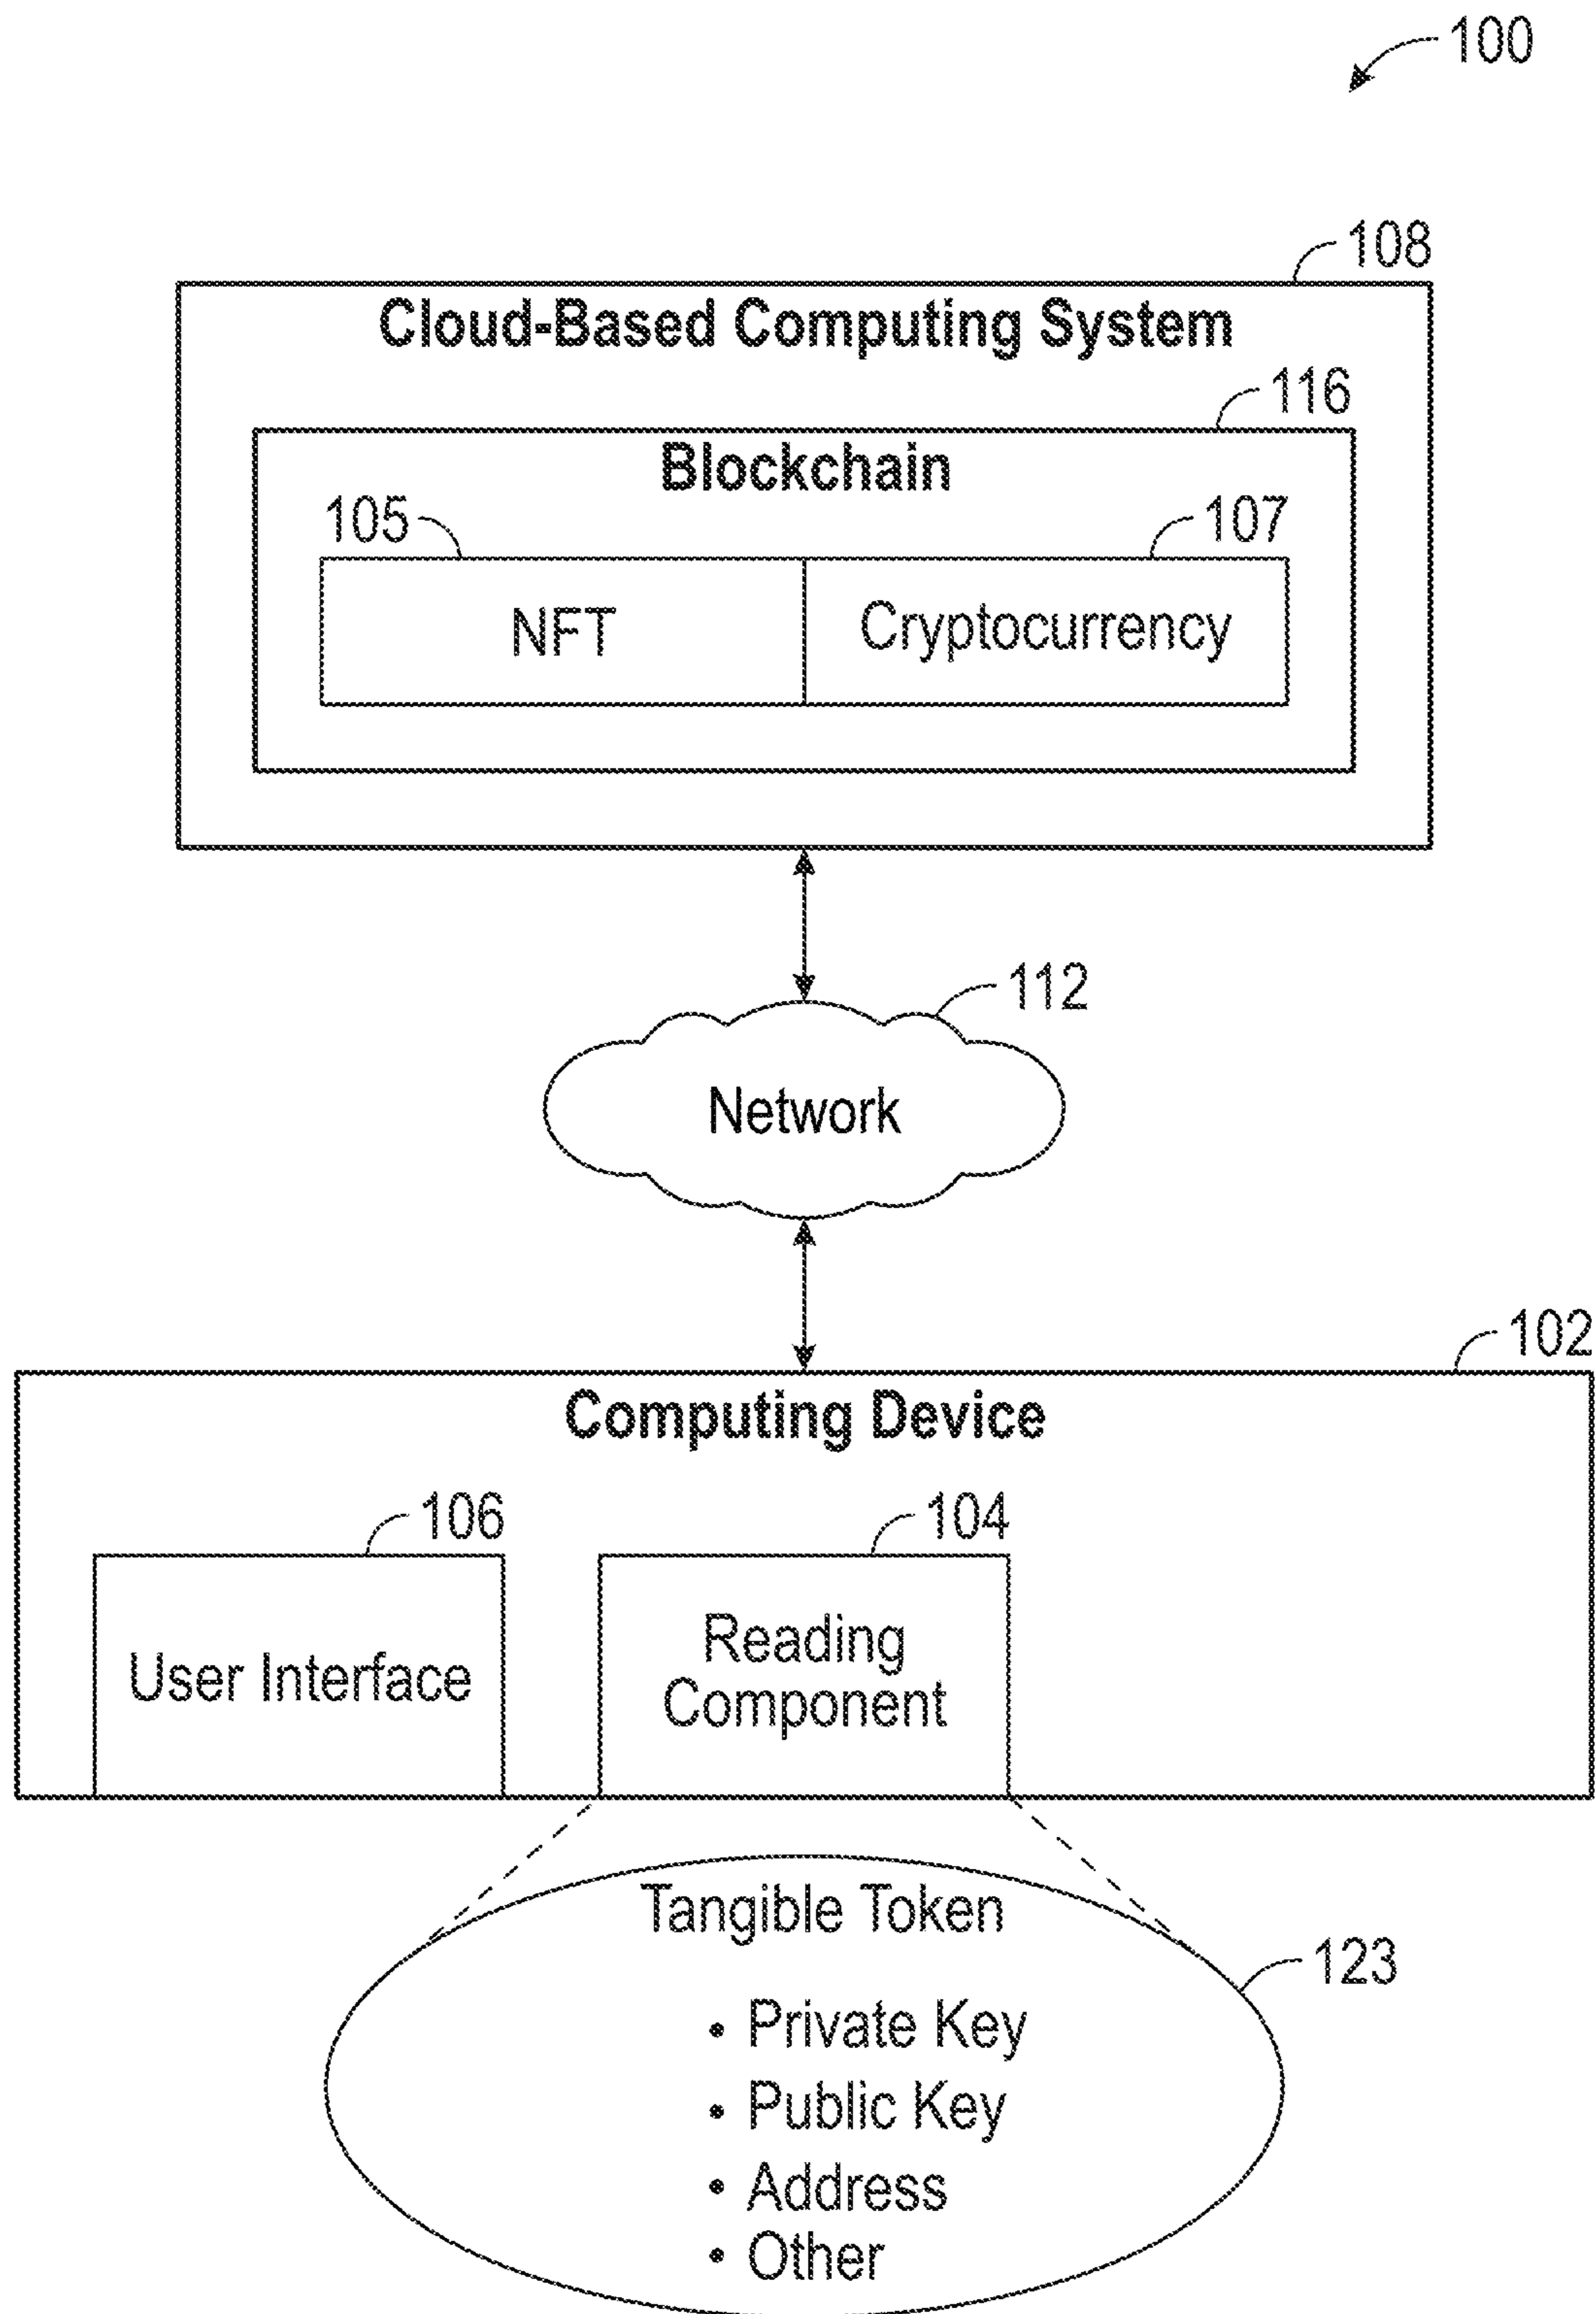 100
108
Cloud-Based Computing System
116
Blockchain
105
107
NFT
Cryptocurrency
112
Network
102
Computing Device
106
104
User Interface
Reading
Component
Tangible Token
123
• Private Key
• Public Key
• Address
• Other